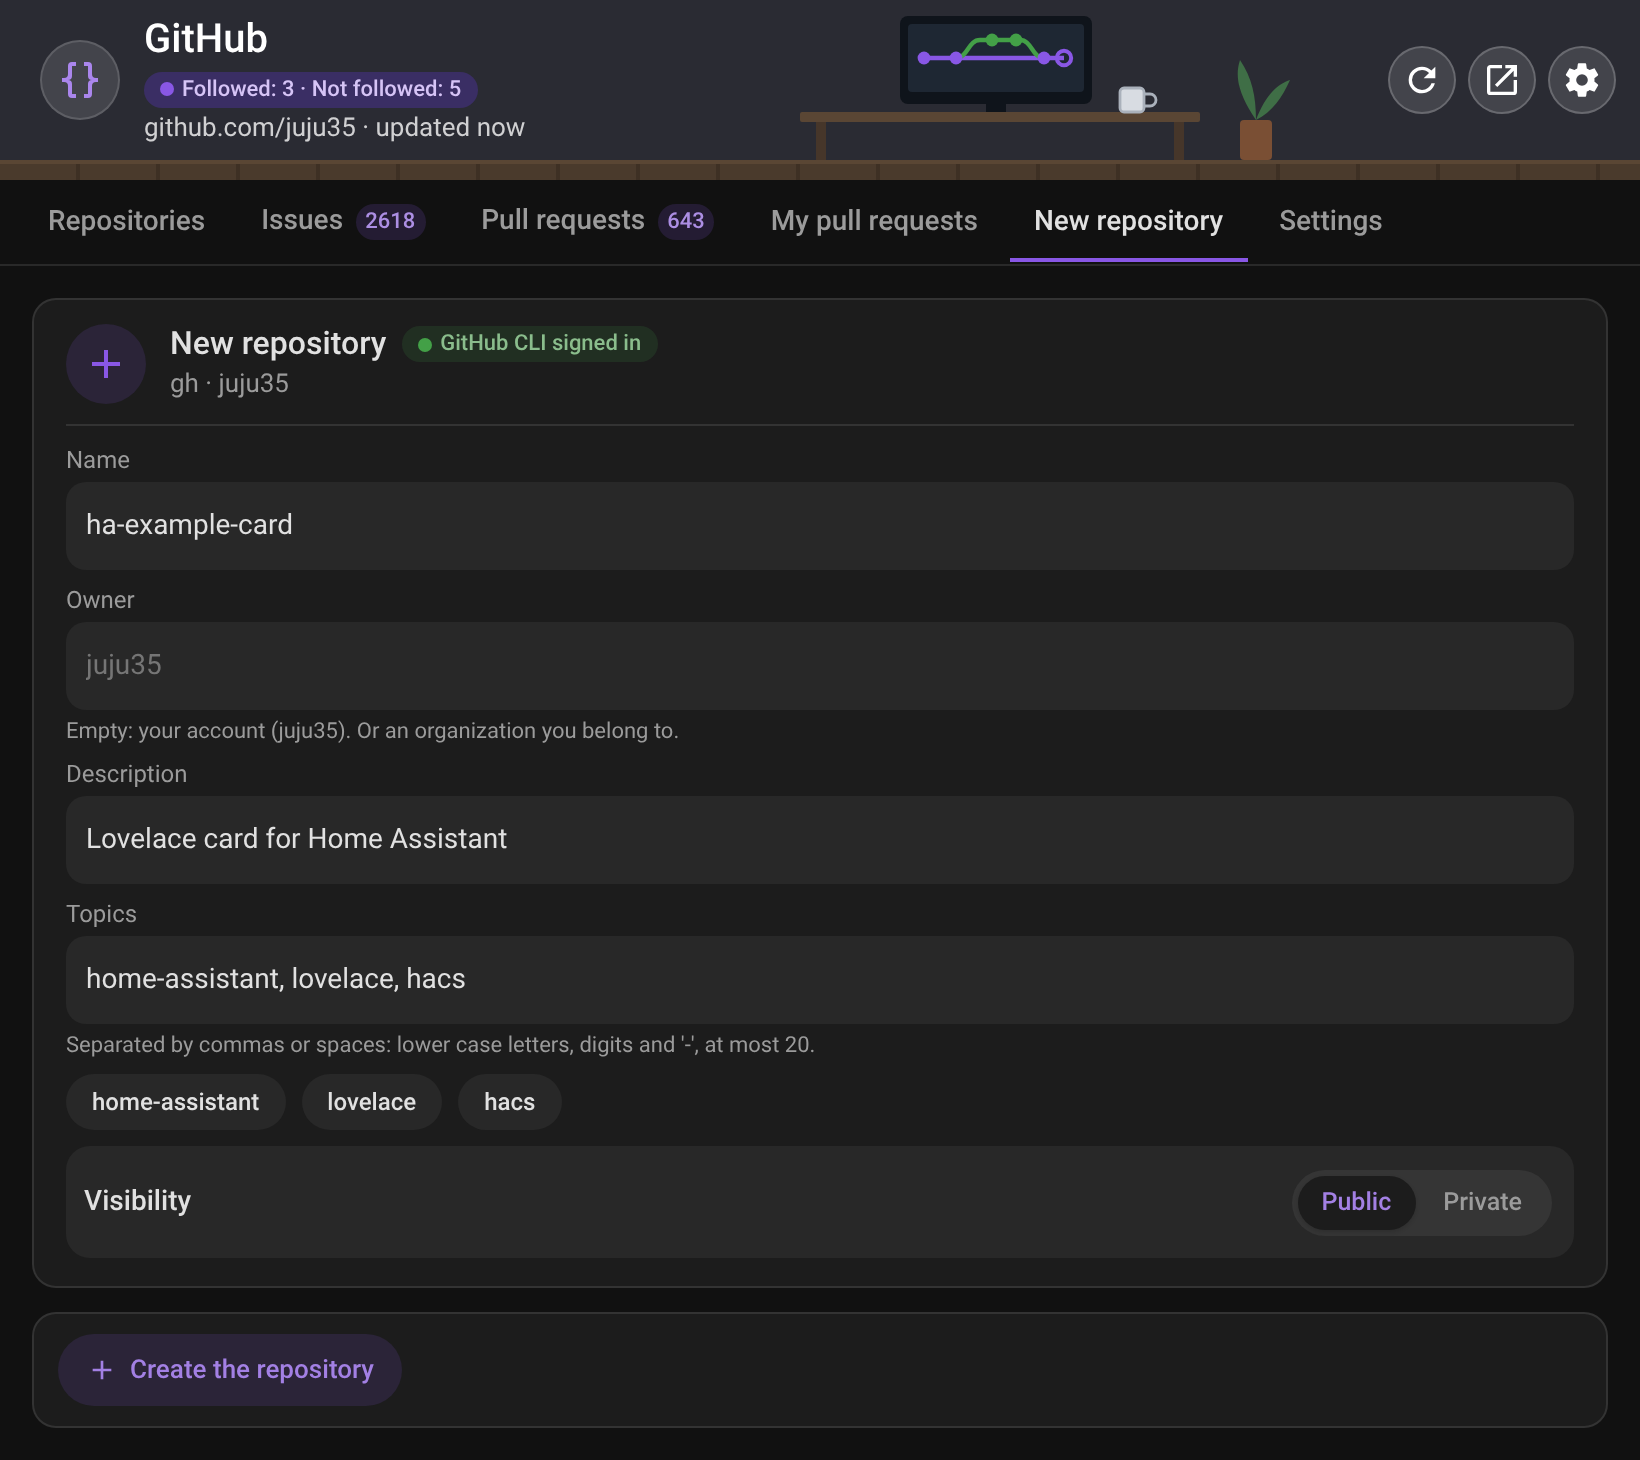 GitHub
Followed: 3 · Not followed: 5
github.com/juju35 · updated now
Repositories Issues 2618 Pull requests 643 My pull requests New repository Settings
New repository GitHub CLI signed in
gh · juju35
Name
ha-example-card
Owner
juju35
Empty: your account (juju35). Or an organization you belong to.
Description
Lovelace card for Home Assistant
Topics
home-assistant, lovelace, hacs
Separated by commas or spaces: lower case letters, digits and '-', at most 20.
home-assistant lovelace hacs
Visibility Public Private
Create the repository